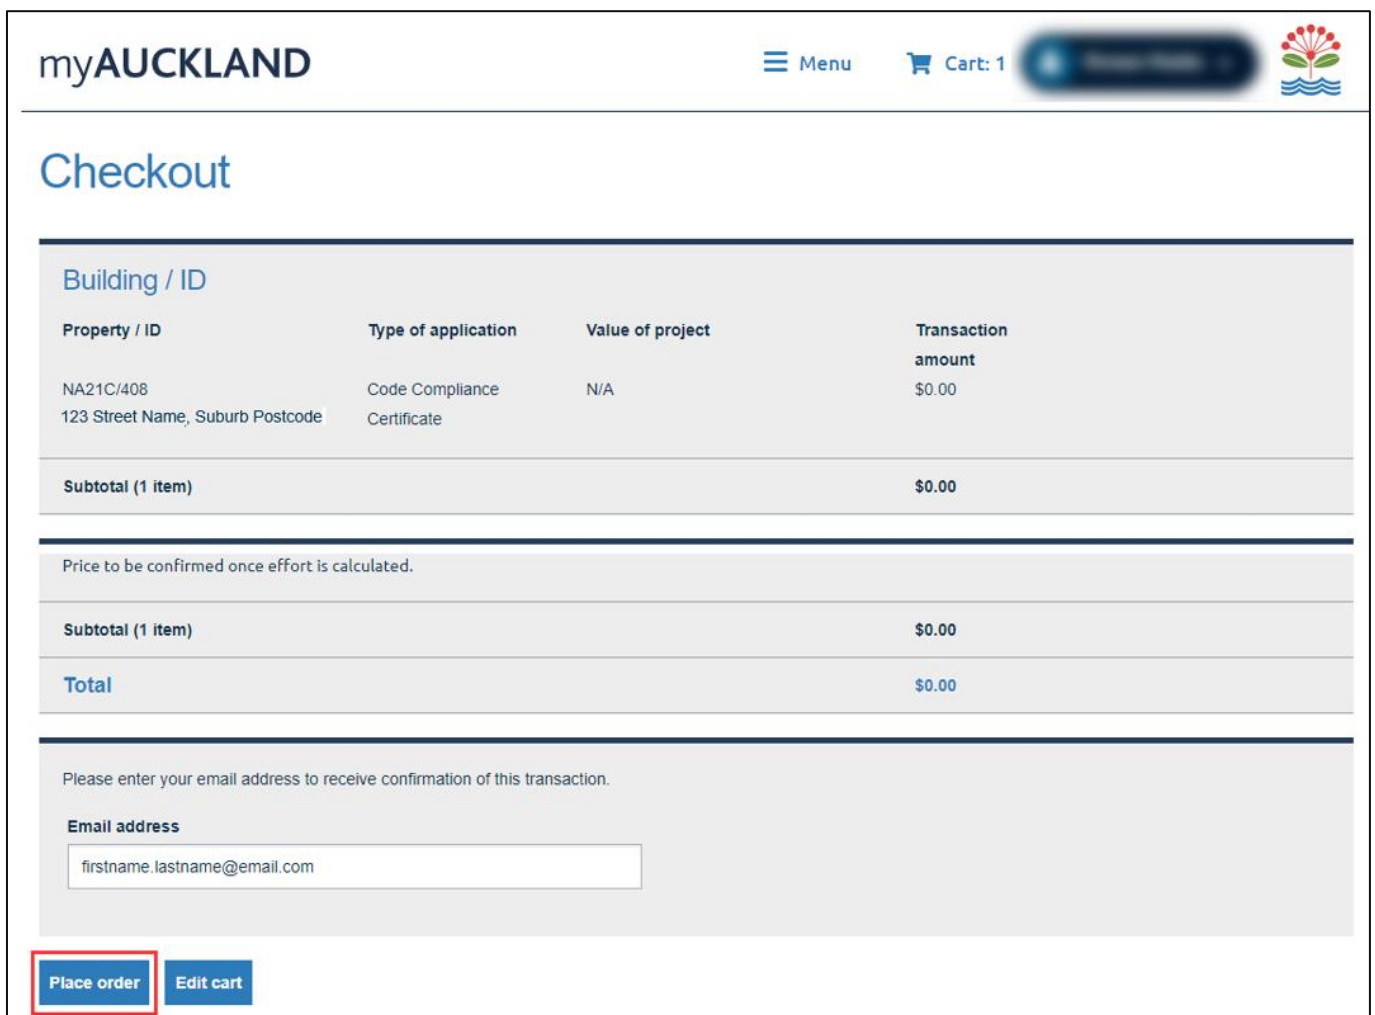 myAUCKLAND
Menu
Cart: 1
Checkout
Building / ID
Property / ID Type of application Value of project Transaction
amount
NA21C/408 Code Compliance N/A $0.00
123 Street Name, Suburb Postcode Certificate
Subtotal (1 item) $0.00
Price to be confirmed once effort is calculated.
Subtotal (1 item) $0.00
Total $0.00
Please enter your email address to receive confirmation of this transaction.
Email address
firstname.lastname@email.com
Place order Edit cart